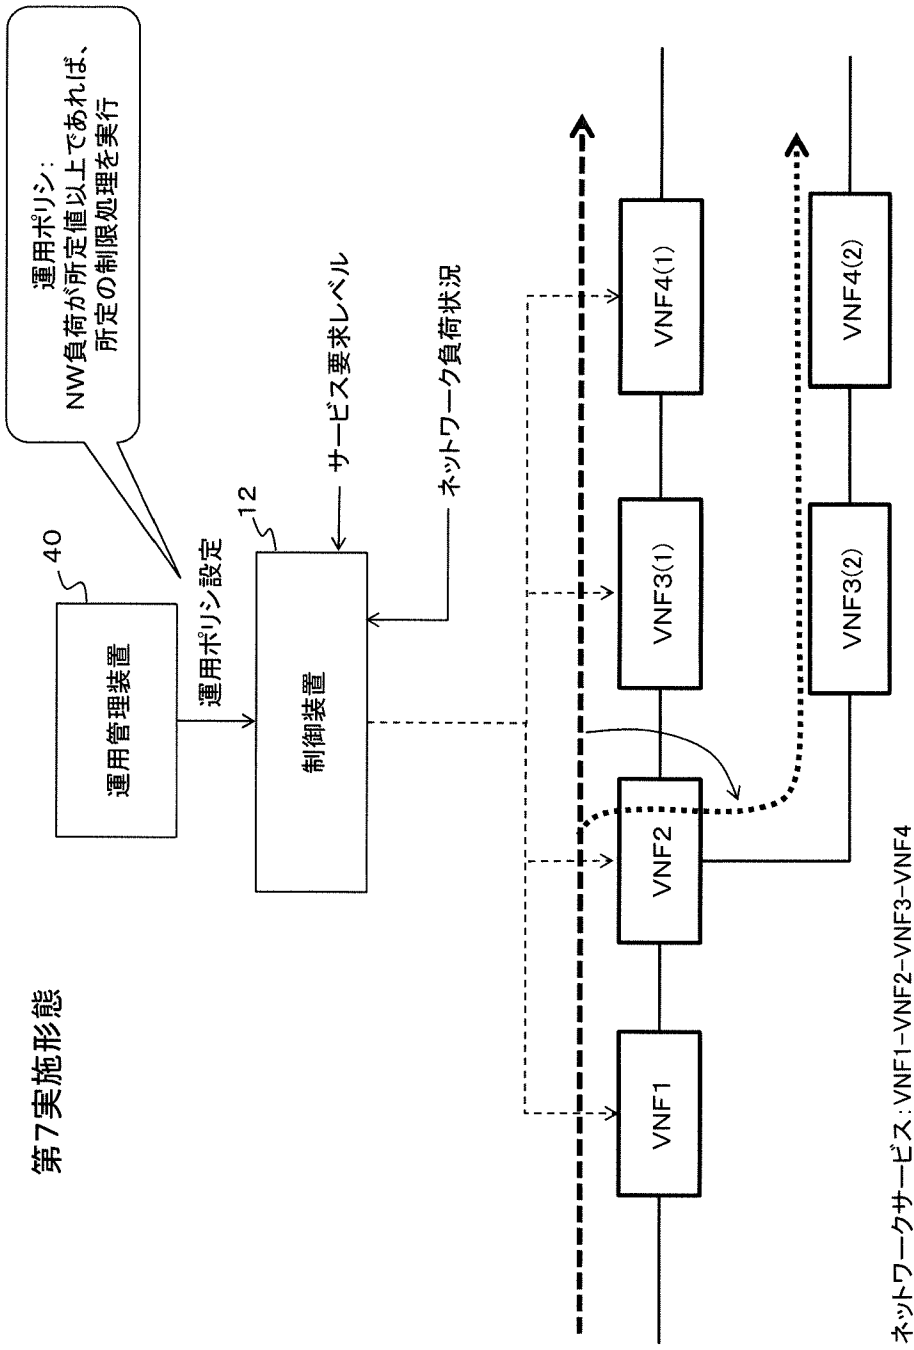 第7実施形態
運用ポリシ:
NW負荷が所定値以上であれば、
所定の制限処理を実行
40
運用管理装置
運用ポリシ設定
12
制御装置
サービス要求レベル
ネットワーク負荷状況
VNF1
VNF2
VNF3(1)
VNF4(1)
VNF3(2)
VNF4(2)
ネットワークサービス:VNF1-VNF2-VNF3-VNF4